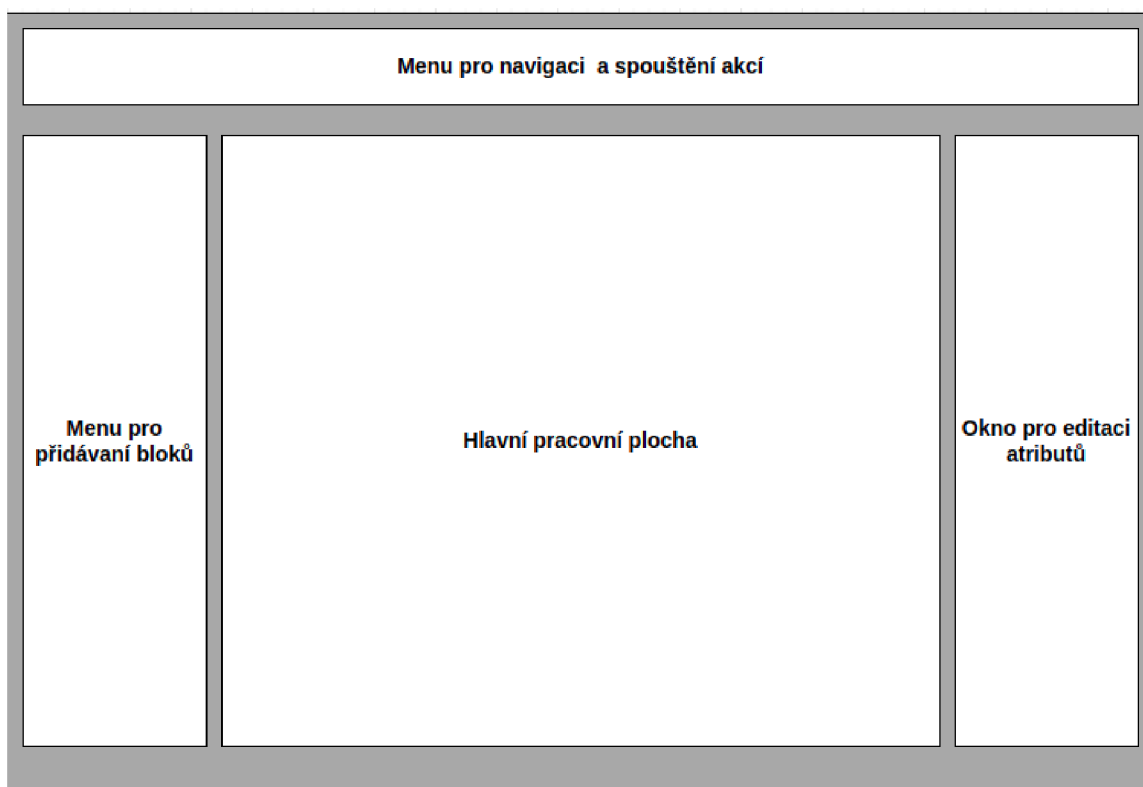 Menu pro navigaci  a spouštění akcí
Menu pro
přidávaní bloků
Hlavní pracovní plocha
Okno pro editaci
atributů